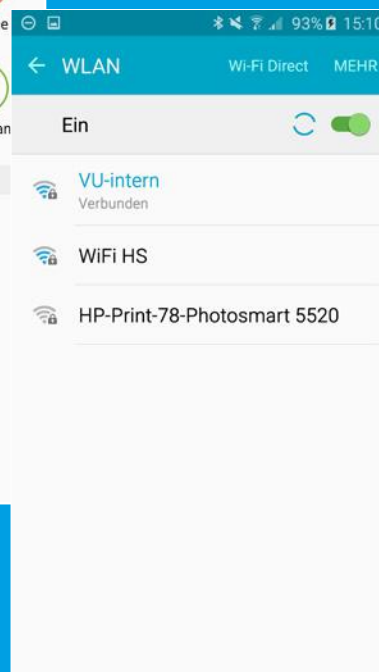 93% 15:10
WLAN Wi-Fi Direct MEHR
Ein
VU-intern
Verbunden
WiFi HS
HP-Print-78-Photosmart 5520